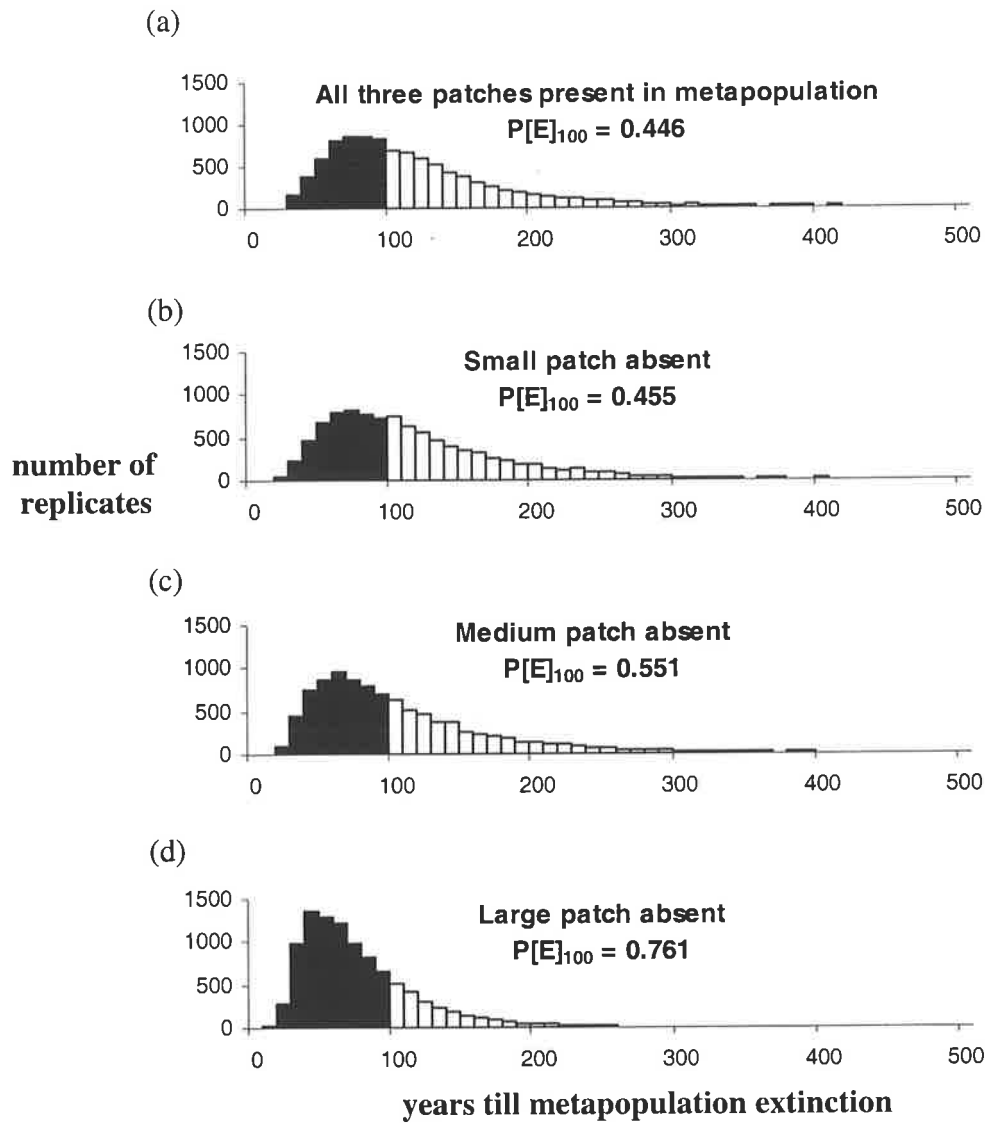 (a)
All three patches present in metapopulation
P[E]₁₀₀ = 0.446
1500
1000
500
0
0 100 200 300 400 500
(b)
Small patch absent
P[E]₁₀₀ = 0.455
1500
1000
500
0
0 100 200 300 400 500
number of
replicates
(c)
Medium patch absent
P[E]₁₀₀ = 0.551
1500
1000
500
0
0 100 200 300 400 500
(d)
Large patch absent
P[E]₁₀₀ = 0.761
1500
1000
500
0
0 100 200 300 400 500
years till metapopulation extinction